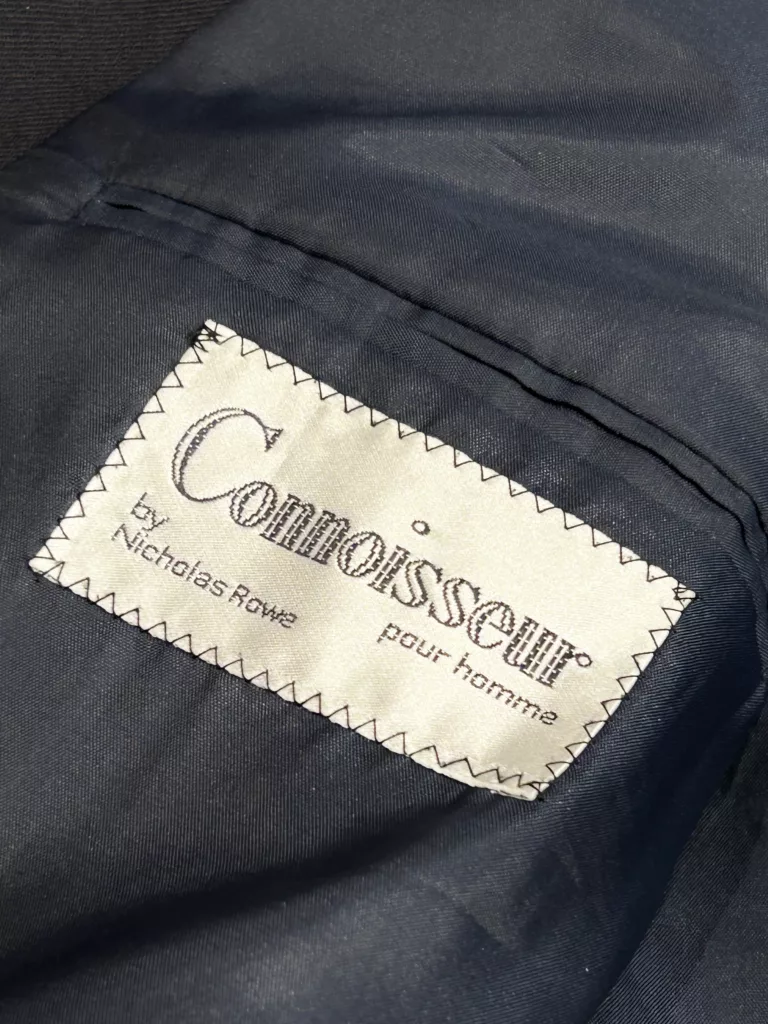 Connoisseur
by
Nicholas Rowe
pour homme